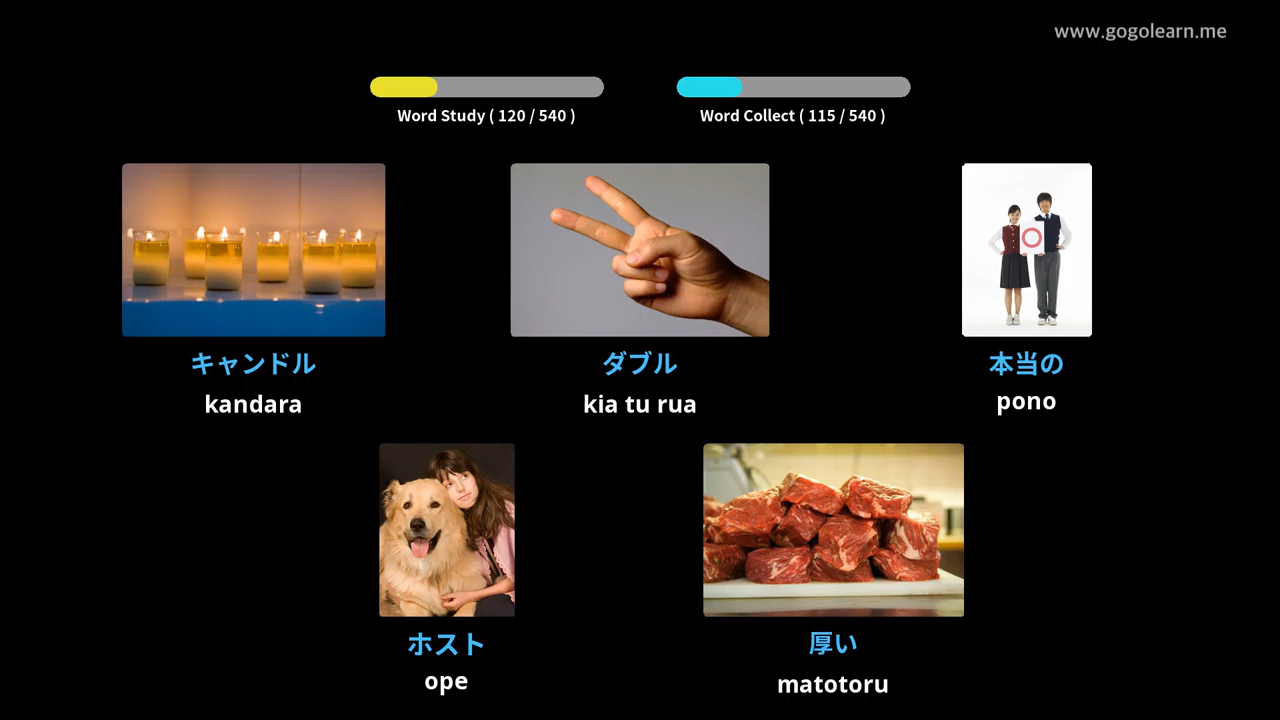 www.gogolearn.me
Word Study ( 120 / 540 )
Word Collect ( 115 / 540 )
キャンドル
kandara
ダブル
kia tu rua
本当の
pono
ホスト
ope
厚い
matotoru